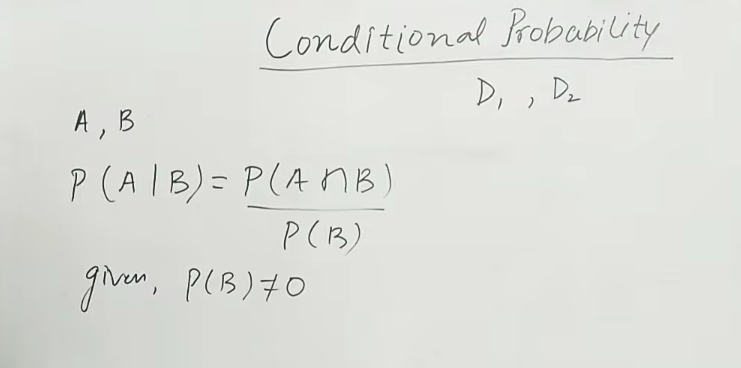 Conditional Probability
D₁ , D₂
A , B
P(A|B) = P(A∩B)
P(B)
given, P(B)≠0